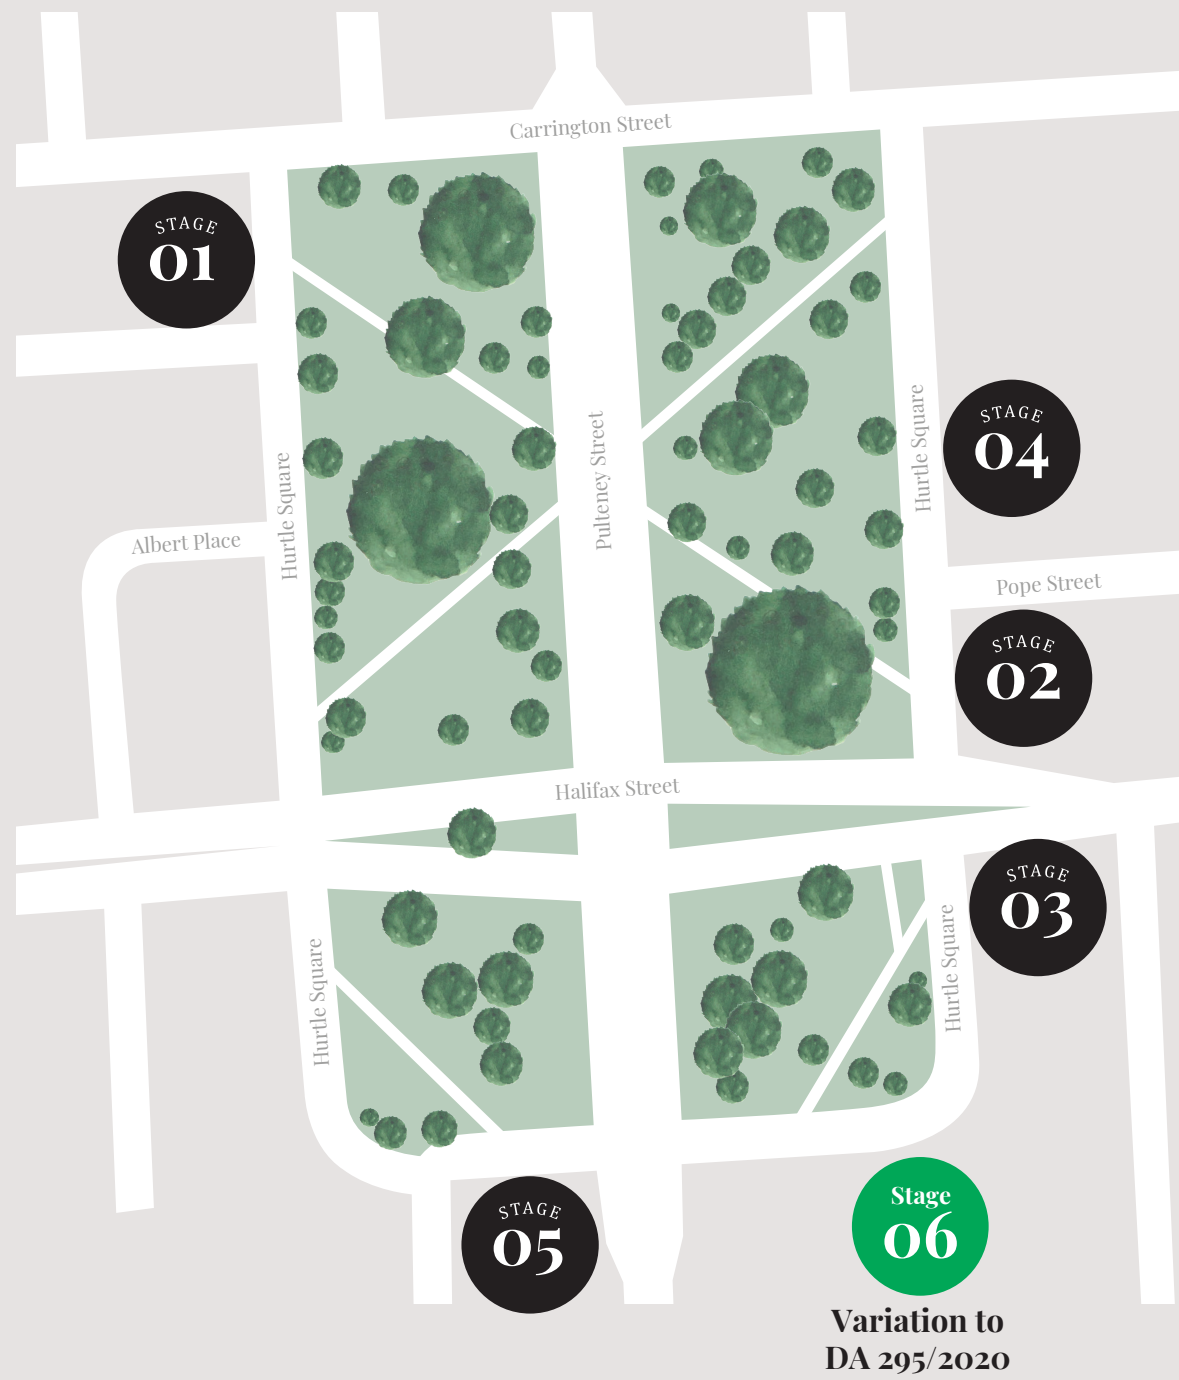 Carrington Street
STAGE
01
Hurtle Square
Pulteney Street
Hurtle Square
STAGE
04
Albert Place
Pope Street
STAGE
02
Halifax Street
STAGE
03
Hurtle Square
Hurtle Square
STAGE
05
Stage
06
Variation to
DA 295/2020